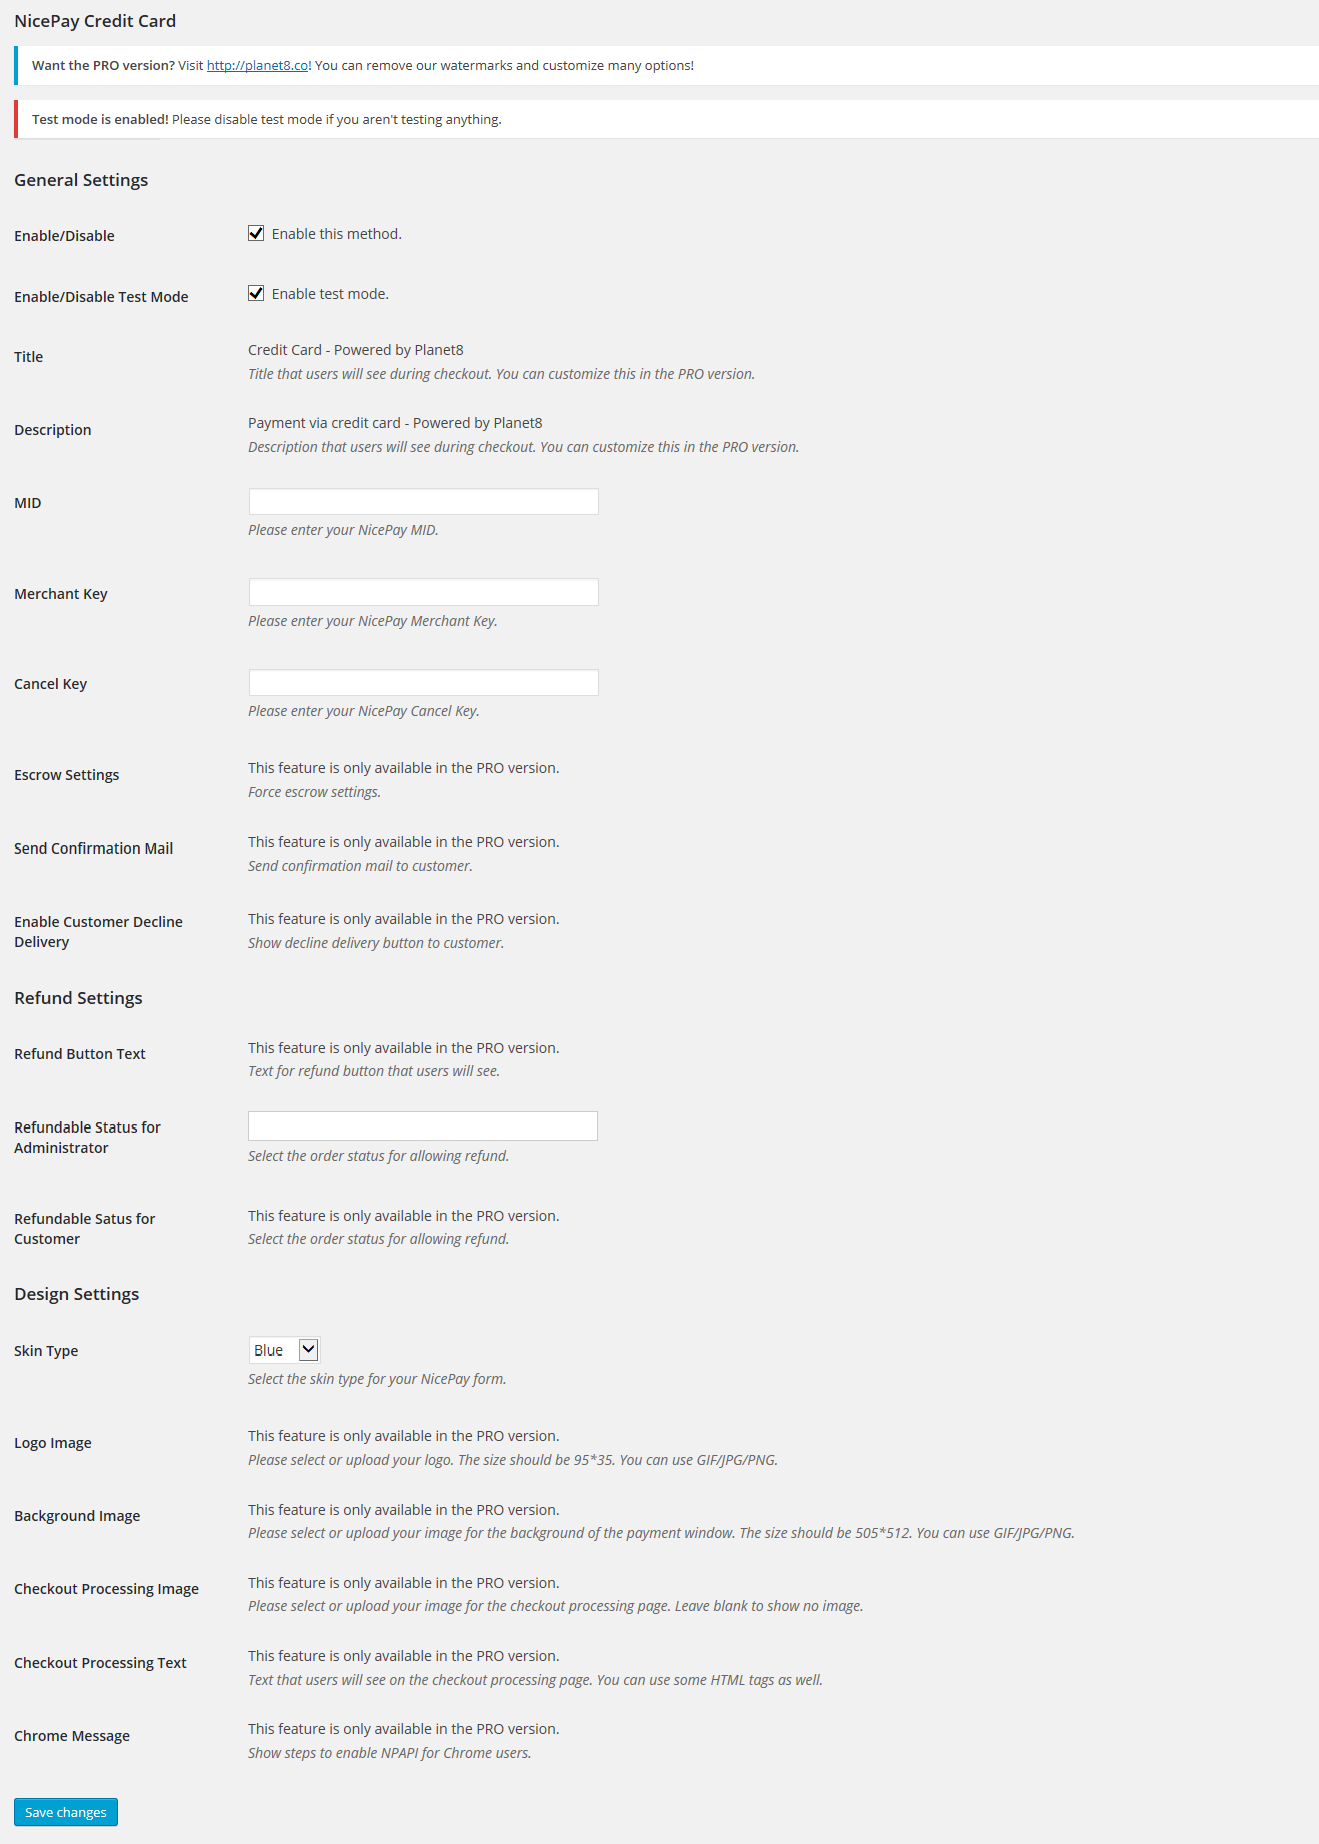 NicePay Credit Card
Want the PRO version? Visit http://planet8.co! You can remove our watermarks and customize many options!
Test mode is enabled! Please disable test mode if you aren't testing anything.
General Settings
Enable/Disable
Enable this method.
Enable/Disable Test Mode
Enable test mode.
Title
Credit Card - Powered by Planet8
Title that users will see during checkout. You can customize this in the PRO version.
Description
Payment via credit card - Powered by Planet8
Description that users will see during checkout. You can customize this in the PRO version.
MID
Please enter your NicePay MID.
Merchant Key
Please enter your NicePay Merchant Key.
Cancel Key
Please enter your NicePay Cancel Key.
Escrow Settings
This feature is only available in the PRO version.
Force escrow settings.
Send Confirmation Mail
This feature is only available in the PRO version.
Send confirmation mail to customer.
Enable Customer Decline
Delivery
This feature is only available in the PRO version.
Show decline delivery button to customer.
Refund Settings
Refund Button Text
This feature is only available in the PRO version.
Text for refund button that users will see.
Refundable Status for
Administrator
Select the order status for allowing refund.
Refundable Satus for
Customer
This feature is only available in the PRO version.
Select the order status for allowing refund.
Design Settings
Skin Type
Blue
Select the skin type for your NicePay form.
Logo Image
This feature is only available in the PRO version.
Please select or upload your logo. The size should be 95*35. You can use GIF/JPG/PNG.
Background Image
This feature is only available in the PRO version.
Please select or upload your image for the background of the payment window. The size should be 505*512. You can use GIF/JPG/PNG.
Checkout Processing Image
This feature is only available in the PRO version.
Please select or upload your image for the checkout processing page. Leave blank to show no image.
Checkout Processing Text
This feature is only available in the PRO version.
Text that users will see on the checkout processing page. You can use some HTML tags as well.
Chrome Message
This feature is only available in the PRO version.
Show steps to enable NPAPI for Chrome users.
Save changes